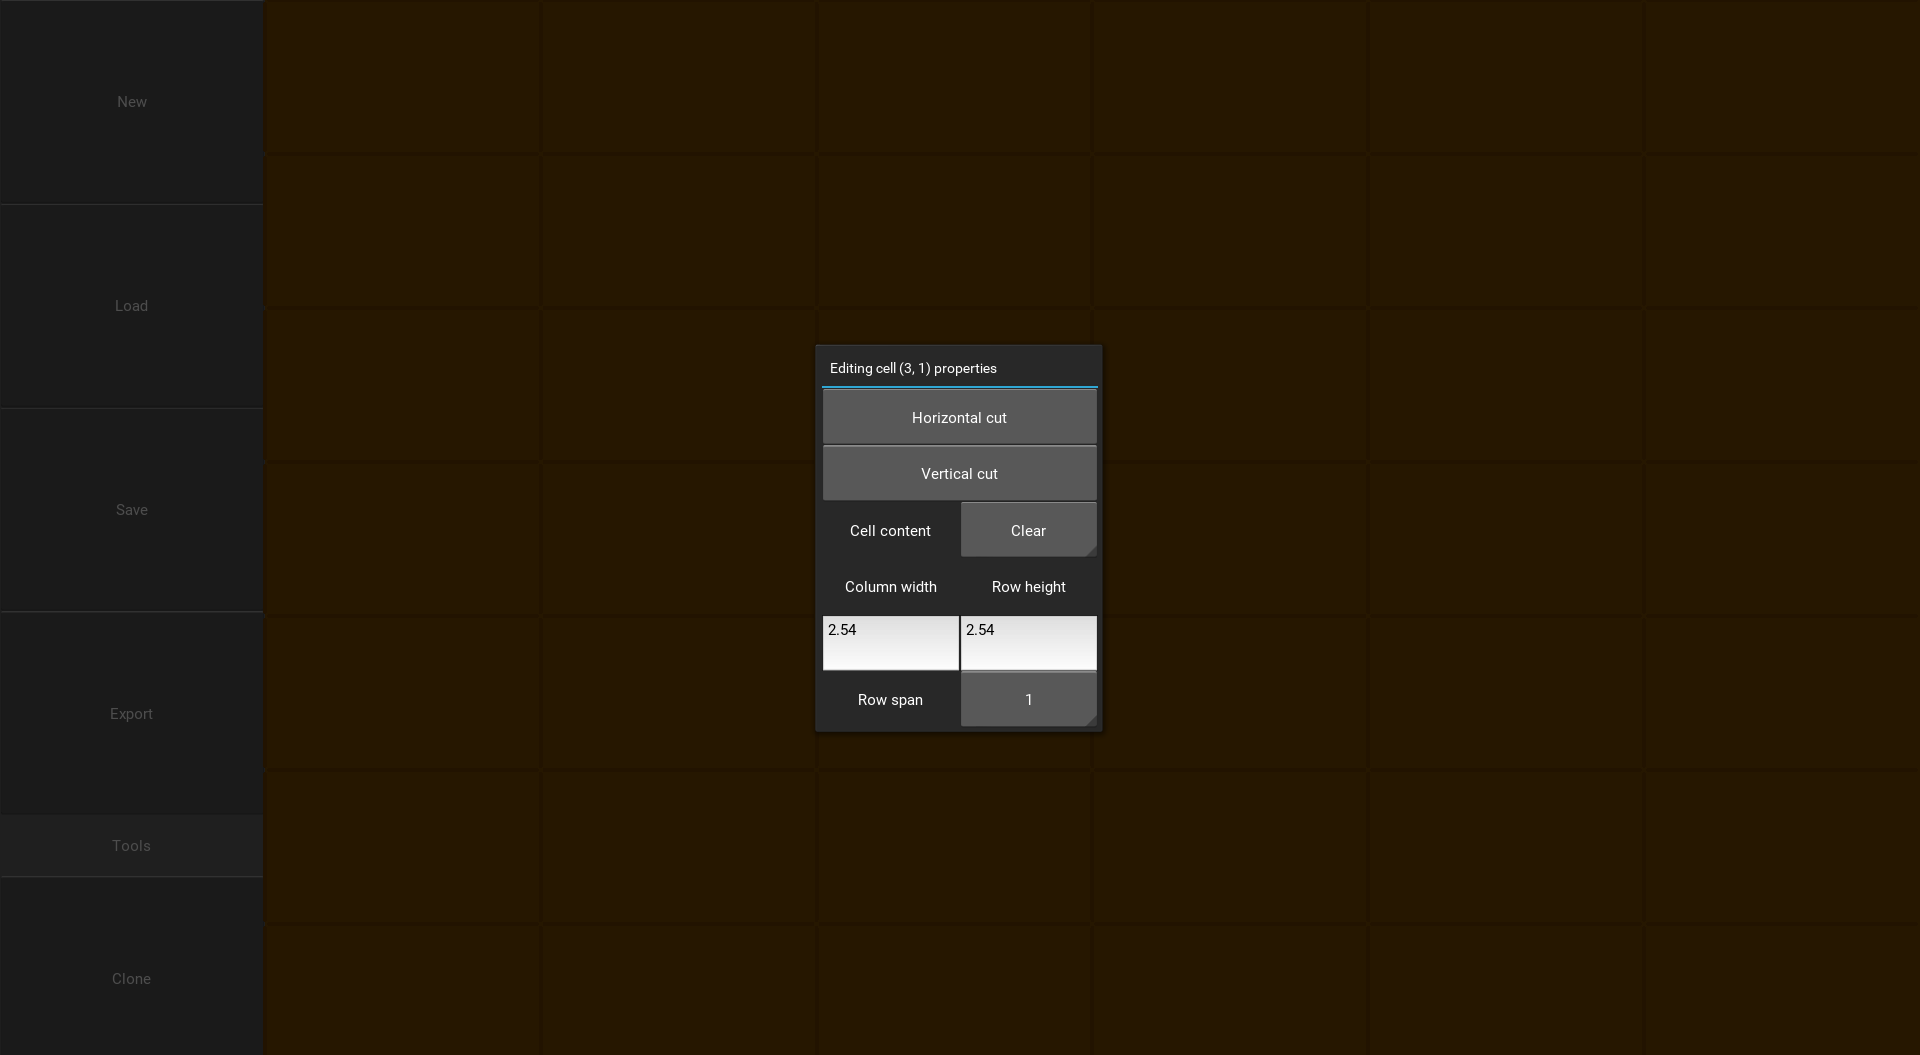 New
Load
Save
Export
Tools
Clone
Editing cell (3, 1) properties
Horizontal cut
Vertical cut
Cell content Clear
Column width Row height
2.54 2.54
Row span 1